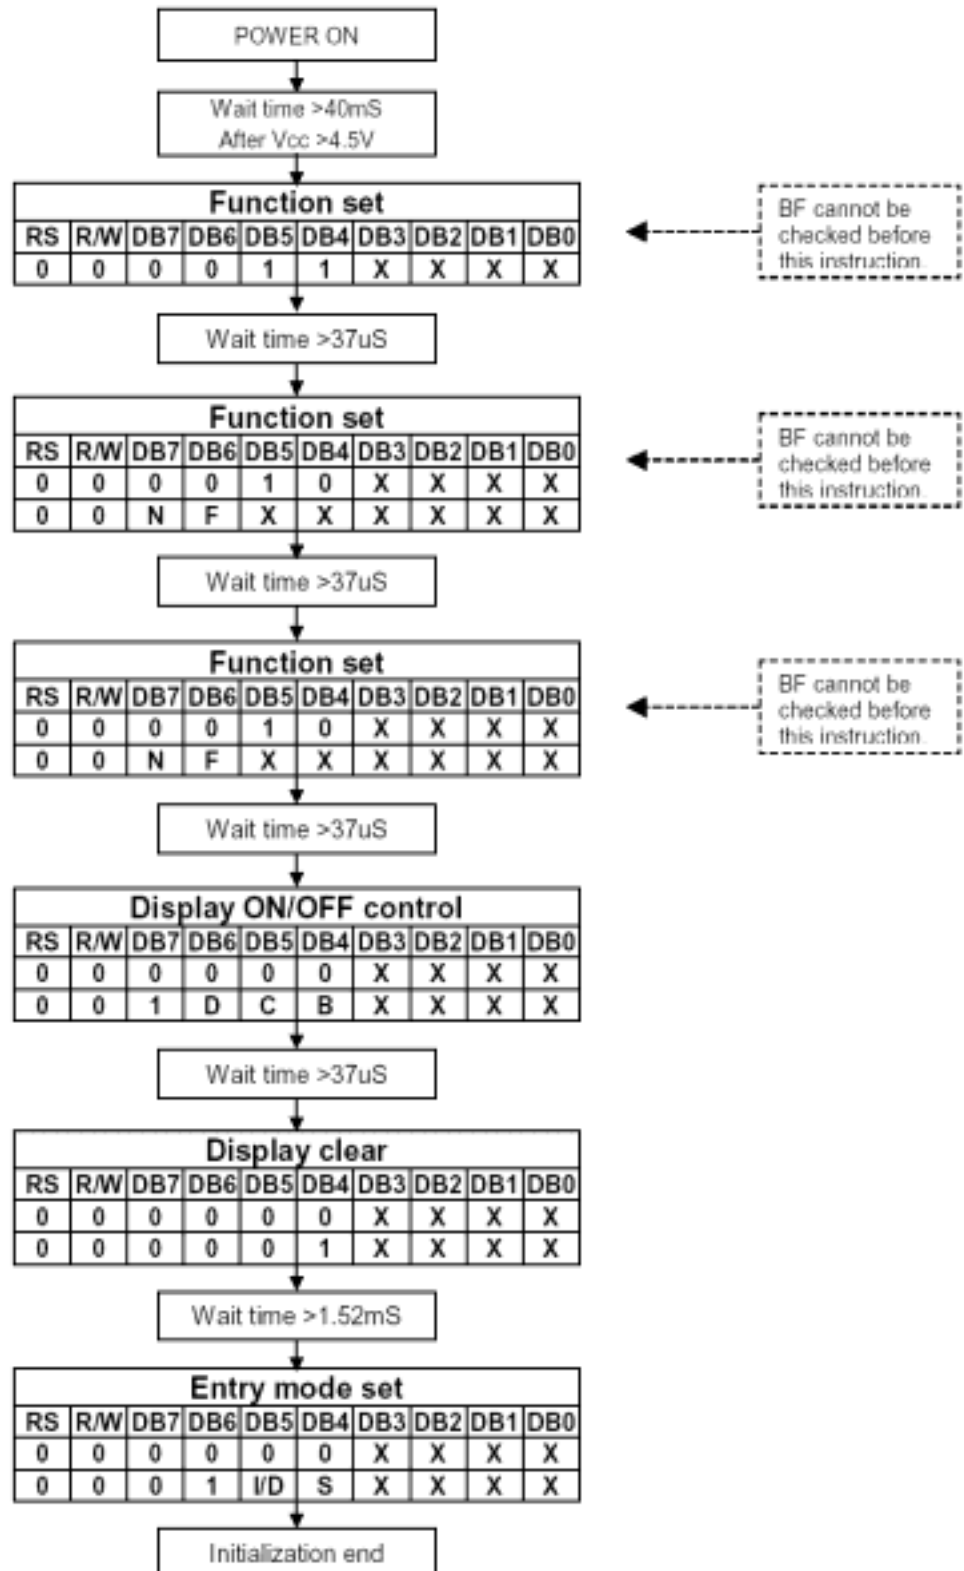 POWER ON
Wait time >40mS
After Vcc >4.5V
Function set
RS R/W DB7 DB6 DB5 DB4 DB3 DB2 DB1 DB0
0 0 0 0 1 1 X X X X
BF cannot be
checked before
this instruction.
Wait time >37uS
Function set
RS R/W DB7 DB6 DB5 DB4 DB3 DB2 DB1 DB0
0 0 0 0 1 0 X X X X
0 0 N F X X X X X X
BF cannot be
checked before
this instruction.
Wait time >37uS
Function set
RS R/W DB7 DB6 DB5 DB4 DB3 DB2 DB1 DB0
0 0 0 0 1 0 X X X X
0 0 N F X X X X X X
BF cannot be
checked before
this instruction.
Wait time >37uS
Display ON/OFF control
RS R/W DB7 DB6 DB5 DB4 DB3 DB2 DB1 DB0
0 0 0 0 0 0 X X X X
0 0 1 D C B X X X X
Wait time >37uS
Display clear
RS R/W DB7 DB6 DB5 DB4 DB3 DB2 DB1 DB0
0 0 0 0 0 0 X X X X
0 0 0 0 0 1 X X X X
Wait time >1.52mS
Entry mode set
RS R/W DB7 DB6 DB5 DB4 DB3 DB2 DB1 DB0
0 0 0 0 0 0 X X X X
0 0 0 1 I/D S X X X X
Initialization end